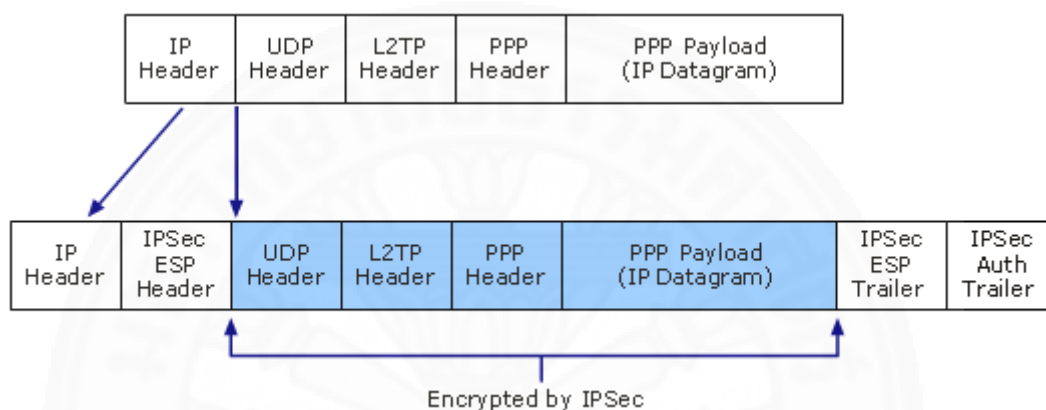 IP
Header
UDP
Header
L2TP
Header
PPP
Header
PPP Payload
(IP Datagram)
IP
Header
IPSec
ESP
Header
UDP
Header
L2TP
Header
PPP
Header
PPP Payload
(IP Datagram)
IPSec
ESP
Trailer
IPSec
Auth
Trailer
Encrypted by IPSec